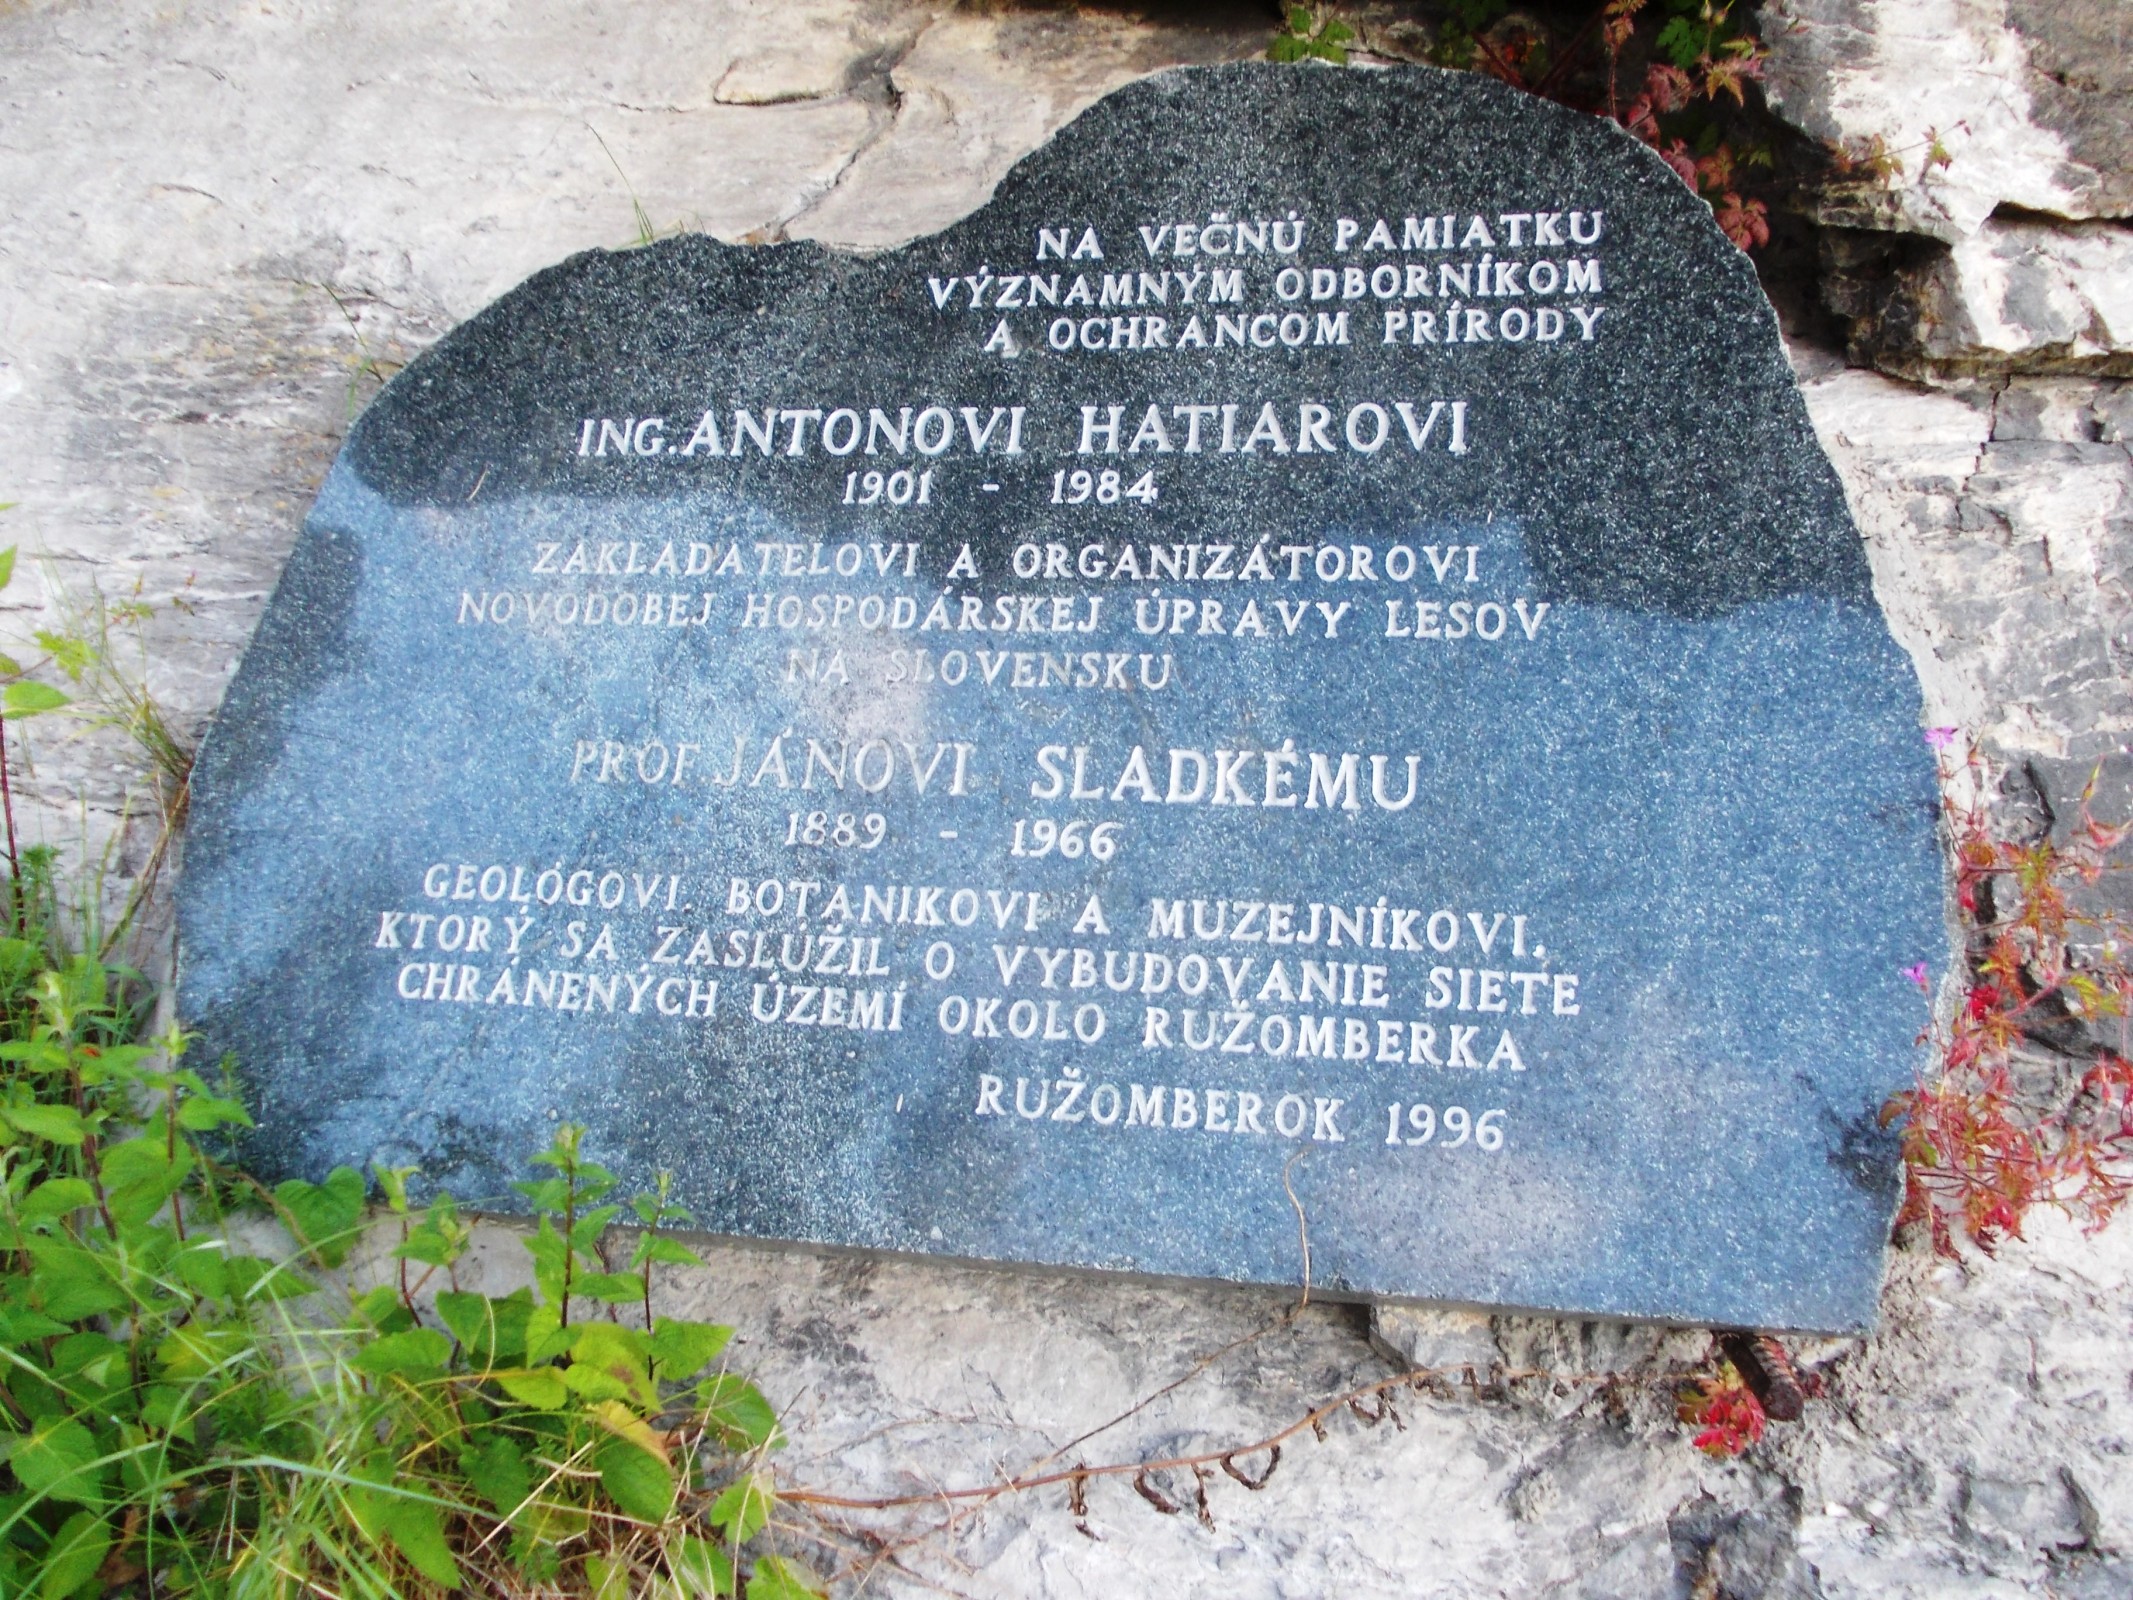 NA VEČNÚ PAMIATKU
VÝZNAMNÝM ODBORNÍKOM
A OCHRANCOM PRÍRODY
ING. ANTONOVI HATIAROVI
1901 - 1984
ZAKLADATELOVI A ORGANIZÁTOROVI
NOVODOBEJ HOSPODÁRSKEJ ÚPRAVY LESOV
NA SLOVENSKU
PROF. JÁNOVI SLADKÉMU
1889 - 1966
GEOLÓGOVI. BOTANIKOVI A MUZEJNÍKOVI.
KTORÝ SA ZASLÚŽIL O VYBUDOVANIE SIETE
CHRÁNENÝCH ÚZEMÍ OKOLO RUŽOMBERKA
RUŽOMBEROK 1996